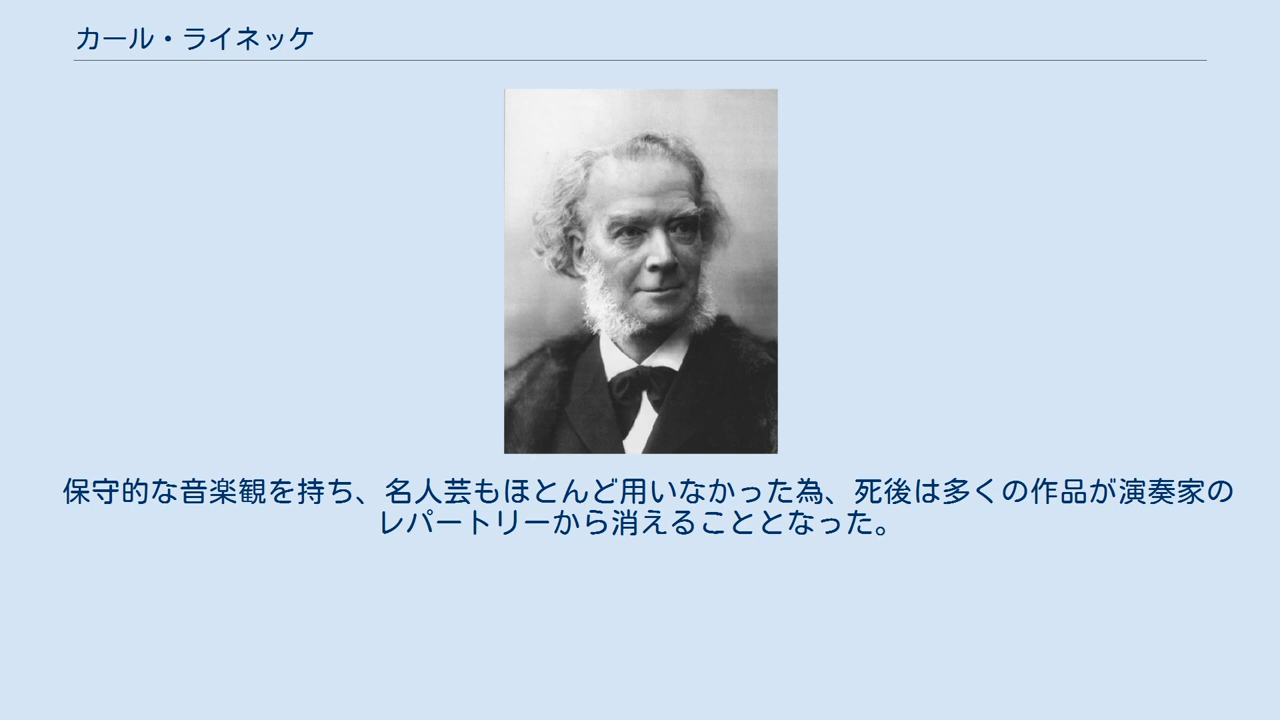 カール・ライネッケ
保守的な音楽観を持ち、名人芸もほとんど用いなかった為、死後は多くの作品が演奏家の
レパートリーから消えることとなった。